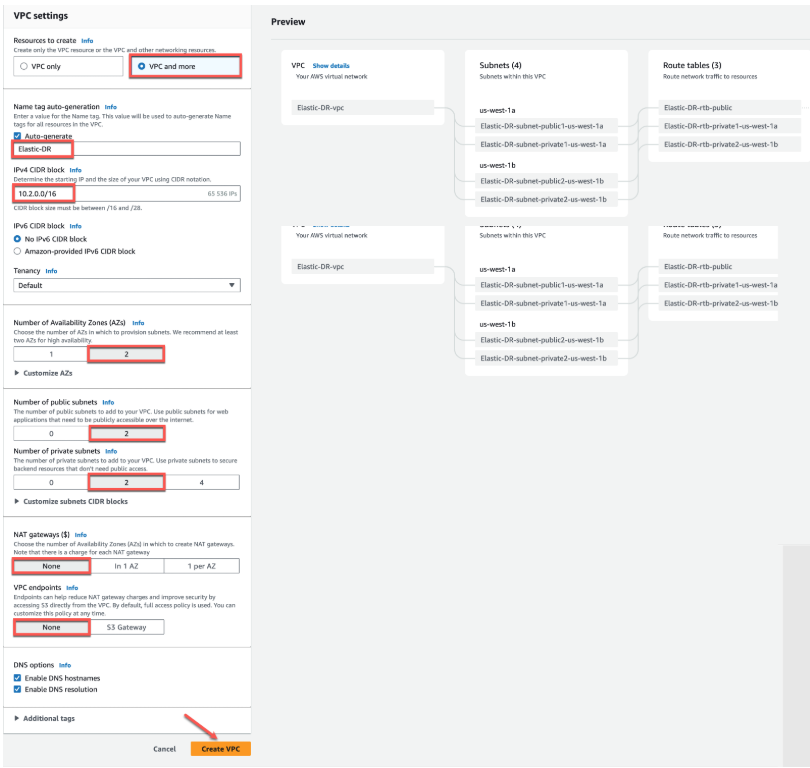 VPC settings
Resources to create Info
Create only the VPC resource or the VPC and other networking resources.
VPC only
VPC and more
Name tag auto-generation Info
Enter a value for the Name tag. This value will be used to auto-generate Name
tags for all resources in the VPC.
Auto-generate
Elastic-DR
IPv4 CIDR block Info
Determine the starting IP and the size of your VPC using CIDR notation.
10.2.0.0/16
65 536 IPs
CIDR block size must be between /16 and /28.
IPv6 CIDR block Info
No IPv6 CIDR block
Amazon-provided IPv6 CIDR block
Tenancy Info
Default
Number of Availability Zones (AZs) Info
Choose the number of AZs in which to provision subnets. We recommend at least
two AZs for high availability.
1
2
Customize AZs
Number of public subnets Info
The number of public subnets to add to your VPC. Use public subnets for web
applications that need to be publicly accessible over the internet.
0
2
Number of private subnets Info
The number of private subnets to add to your VPC. Use private subnets to secure
backend resources that don't need public access.
0
2
4
Customize subnets CIDR blocks
NAT gateways ($) Info
Choose the number of Availability Zones (AZs) in which to create NAT gateways.
Note that there is a charge for each NAT gateway
None
In 1 AZ
1 per AZ
VPC endpoints Info
Endpoints can help reduce NAT gateway charges and improve security by
accessing S3 directly from the VPC. By default, full access policy is used. You can
customize this policy at any time.
None
S3 Gateway
DNS options Info
Enable DNS hostnames
Enable DNS resolution
Additional tags
Cancel
Create VPC
Preview
VPC Show details
Your AWS virtual network
Elastic-DR-vpc
Subnets (4)
Subnets within this VPC
us-west-1a
Elastic-DR-subnet-public1-us-west-1a
Elastic-DR-subnet-private1-us-west-1a
us-west-1b
Elastic-DR-subnet-public2-us-west-1b
Elastic-DR-subnet-private2-us-west-1b
Route tables (3)
Route network traffic to resources
Elastic-DR-rtb-public
Elastic-DR-rtb-private1-us-west-1a
Elastic-DR-rtb-private2-us-west-1b
Your AWS virtual network
Elastic-DR-vpc
Subnets within this VPC
us-west-1a
Elastic-DR-subnet-public1-us-west-1a
Elastic-DR-subnet-private1-us-west-1a
us-west-1b
Elastic-DR-subnet-public2-us-west-1b
Elastic-DR-subnet-private2-us-west-1b
Route network traffic to resources
Elastic-DR-rtb-public
Elastic-DR-rtb-private1-us-west-1a
Elastic-DR-rtb-private2-us-west-1b